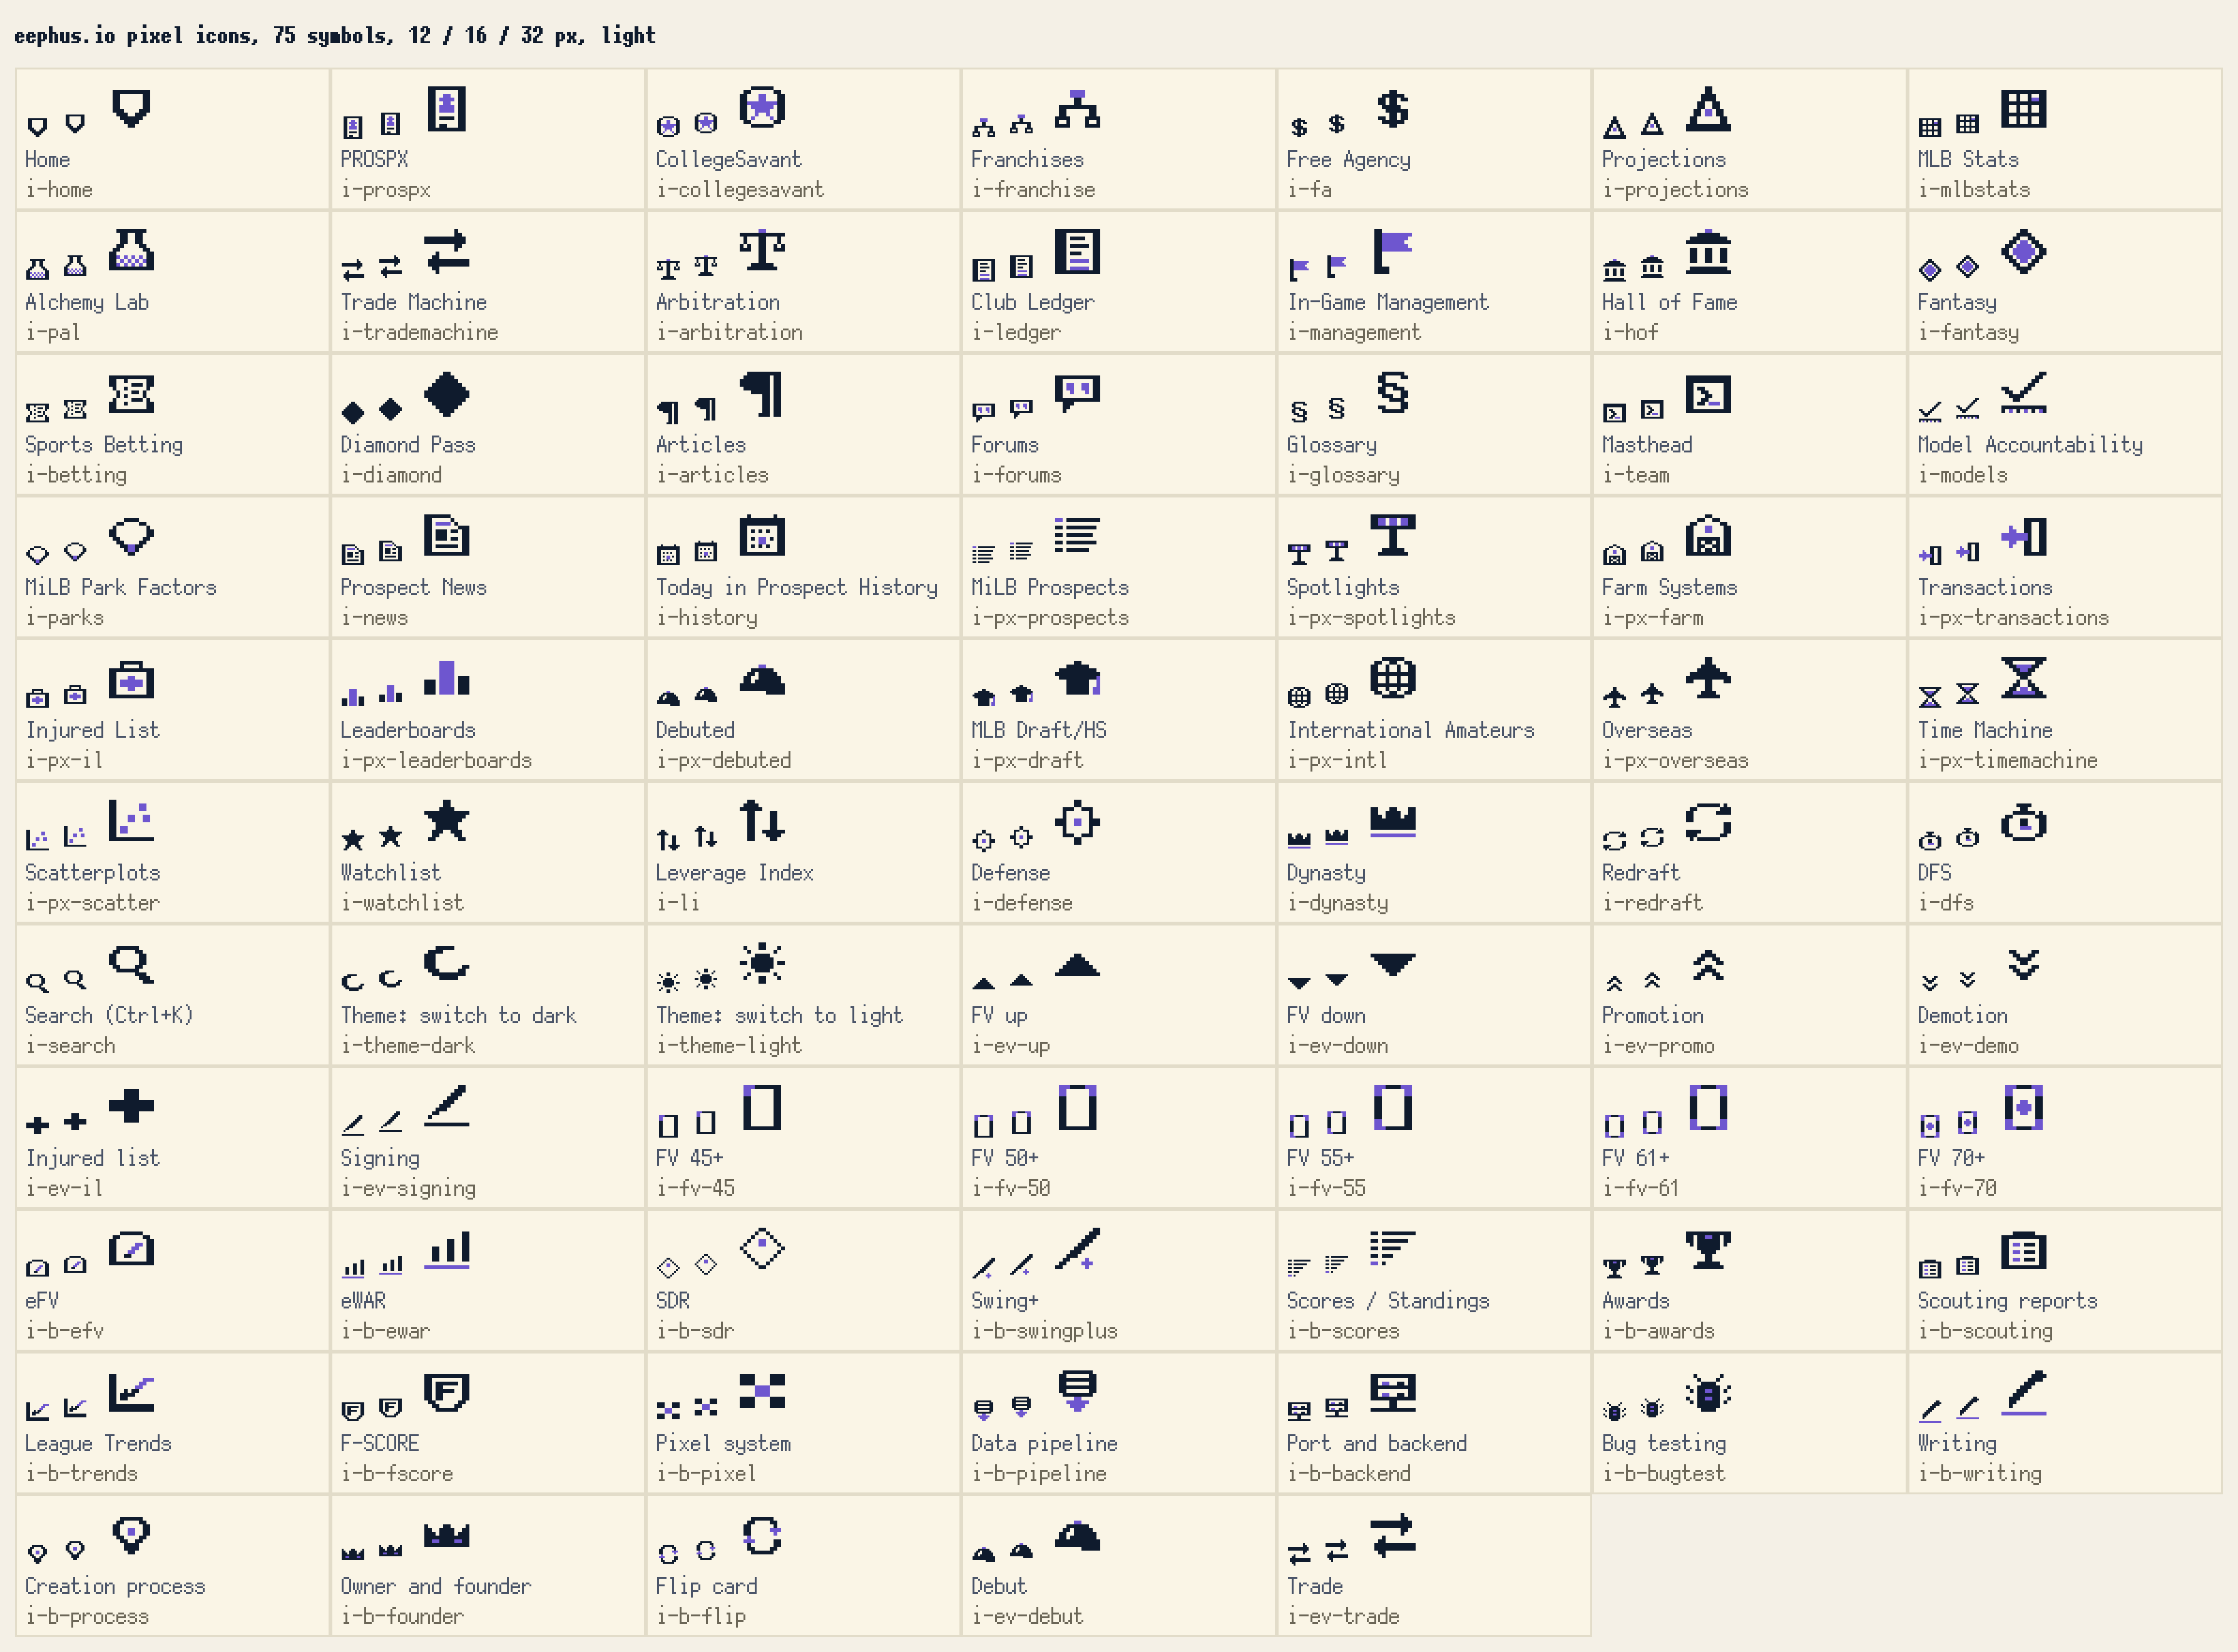 eephus.io pixel icons, 75 symbols, 12 / 16 / 32 px, light
Home
i-home
PROSPX
i-prospx
CollegeSavant
i-collegesavant
Franchises
i-franchise
Free Agency
i-fa
Projections
i-projections
MLB Stats
i-mlbstats
Alchemy Lab
i-pal
Trade Machine
i-trademachine
Arbitration
i-arbitration
Club Ledger
i-ledger
In-Game Management
i-management
Hall of Fame
i-hof
Fantasy
i-fantasy
Sports Betting
i-betting
Diamond Pass
i-diamond
Articles
i-articles
Forums
i-forums
Glossary
i-glossary
Masthead
i-team
Model Accountability
i-models
MiLB Park Factors
i-parks
Prospect News
i-news
Today in Prospect History
i-history
MiLB Prospects
i-px-prospects
Spotlights
i-px-spotlights
Farm Systems
i-px-farm
Transactions
i-px-transactions
Injured List
i-px-il
Leaderboards
i-px-leaderboards
Debuted
i-px-debuted
MLB Draft/HS
i-px-draft
International Amateurs
i-px-intl
Overseas
i-px-overseas
Time Machine
i-px-timemachine
Scatterplots
i-px-scatter
Watchlist
i-watchlist
Leverage Index
i-li
Defense
i-defense
Dynasty
i-dynasty
Redraft
i-redraft
DFS
i-dfs
Search (Ctrl+K)
i-search
Theme: switch to dark
i-theme-dark
Theme: switch to light
i-theme-light
FV up
i-ev-up
FV down
i-ev-down
Promotion
i-ev-promo
Demotion
i-ev-demo
Injured list
i-ev-il
Signing
i-ev-signing
FV 45+
i-fv-45
FV 50+
i-fv-50
FV 55+
i-fv-55
FV 61+
i-fv-61
FV 70+
i-fv-70
eFV
i-b-efv
eWAR
i-b-ewar
SDR
i-b-sdr
Swing+
i-b-swingplus
Scores / Standings
i-b-scores
Awards
i-b-awards
Scouting reports
i-b-scouting
League Trends
i-b-trends
F-SCORE
i-b-fscore
Pixel system
i-b-pixel
Data pipeline
i-b-pipeline
Port and backend
i-b-backend
Bug testing
i-b-bugtest
Writing
i-b-writing
Creation process
i-b-process
Owner and founder
i-b-founder
Flip card
i-b-flip
Debut
i-ev-debut
Trade
i-ev-trade